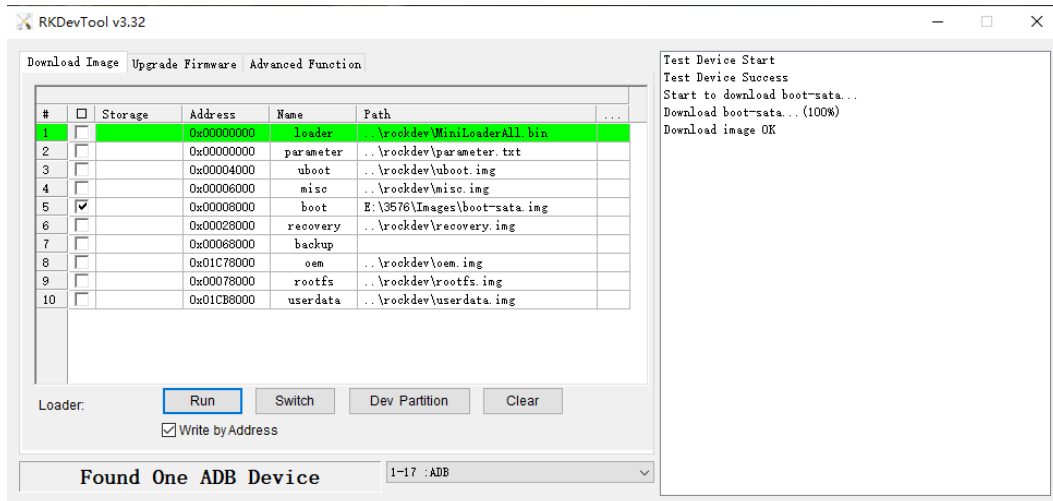 RKDevTool v3.32
Download Image Upgrade Firmware Advanced Function
# Storage Address Name Path ...
1 0x00000000 loader ..\rockdev\MiniLoaderAll.bin
2 0x00000000 parameter ..\rockdev\parameter.txt
3 0x00004000 uboot ..\rockdev\uboot.img
4 0x00006000 misc ..\rockdev\misc.img
5 0x00008000 boot E:\3576\Images\boot-sata.img
6 0x00028000 recovery ..\rockdev\recovery.img
7 0x00068000 backup
8 0x01C78000 oem ..\rockdev\oem.img
9 0x00078000 rootfs ..\rockdev\rootfs.img
10 0x01CB8000 userdata ..\rockdev\userdata.img
Loader: Run Switch Dev Partition Clear
Write by Address
Found One ADB Device 1-17 :ADB
Test Device Start
Test Device Success
Start to download boot-sata...
Download boot-sata...(100%)
Download image OK